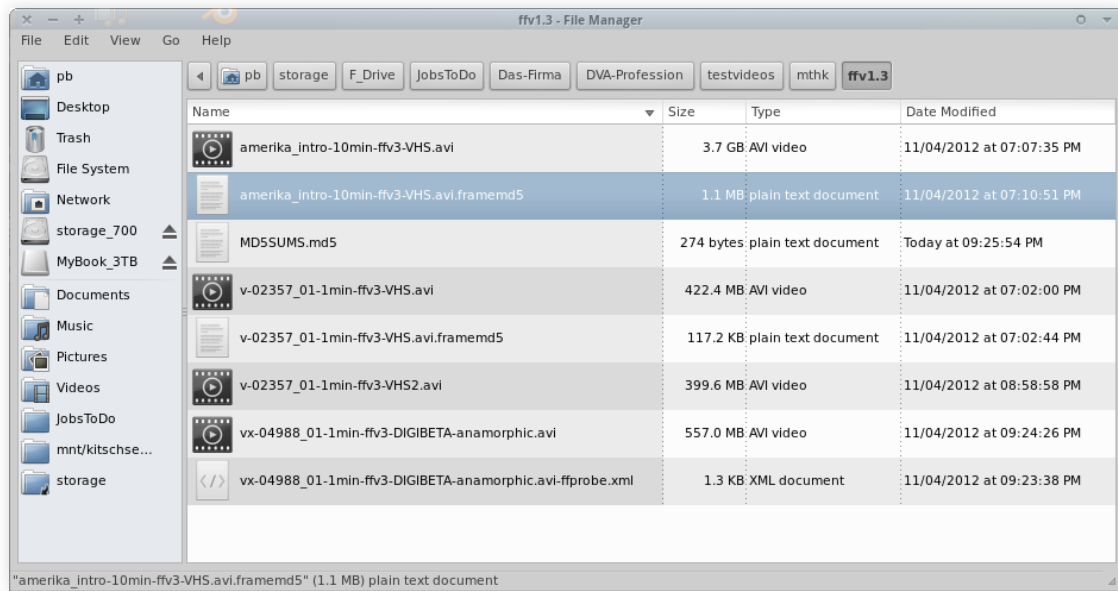 ffv1.3 - File Manager
File Edit View Go Help
pb storage F_Drive JobsToDo Das-Firma DVA-Profession testvideos mthk ffv1.3
pb
Desktop
Trash
File System
Network
storage_700
MyBook_3TB
Documents
Music
Pictures
Videos
JobsToDo
mnt/kitschse...
storage
Name Size Type Date Modified
amerika_intro-10min-ffv3-VHS.avi 3.7 GB AVI video 11/04/2012 at 07:07:35 PM
amerika_intro-10min-ffv3-VHS.avi.framemd5 1.1 MB plain text document 11/04/2012 at 07:10:51 PM
MD5SUMS.md5 274 bytes plain text document Today at 09:25:54 PM
v-02357_01-1min-ffv3-VHS.avi 422.4 MB AVI video 11/04/2012 at 07:02:00 PM
v-02357_01-1min-ffv3-VHS.avi.framemd5 117.2 KB plain text document 11/04/2012 at 07:02:44 PM
v-02357_01-1min-ffv3-VHS2.avi 399.6 MB AVI video 11/04/2012 at 08:58:58 PM
vx-04988_01-1min-ffv3-DIGIBETA-anamorphic.avi 557.0 MB AVI video 11/04/2012 at 09:24:26 PM
vx-04988_01-1min-ffv3-DIGIBETA-anamorphic.avi-ffprobe.xml 1.3 KB XML document 11/04/2012 at 09:23:38 PM
"amerika_intro-10min-ffv3-VHS.avi.framemd5" (1.1 MB) plain text document